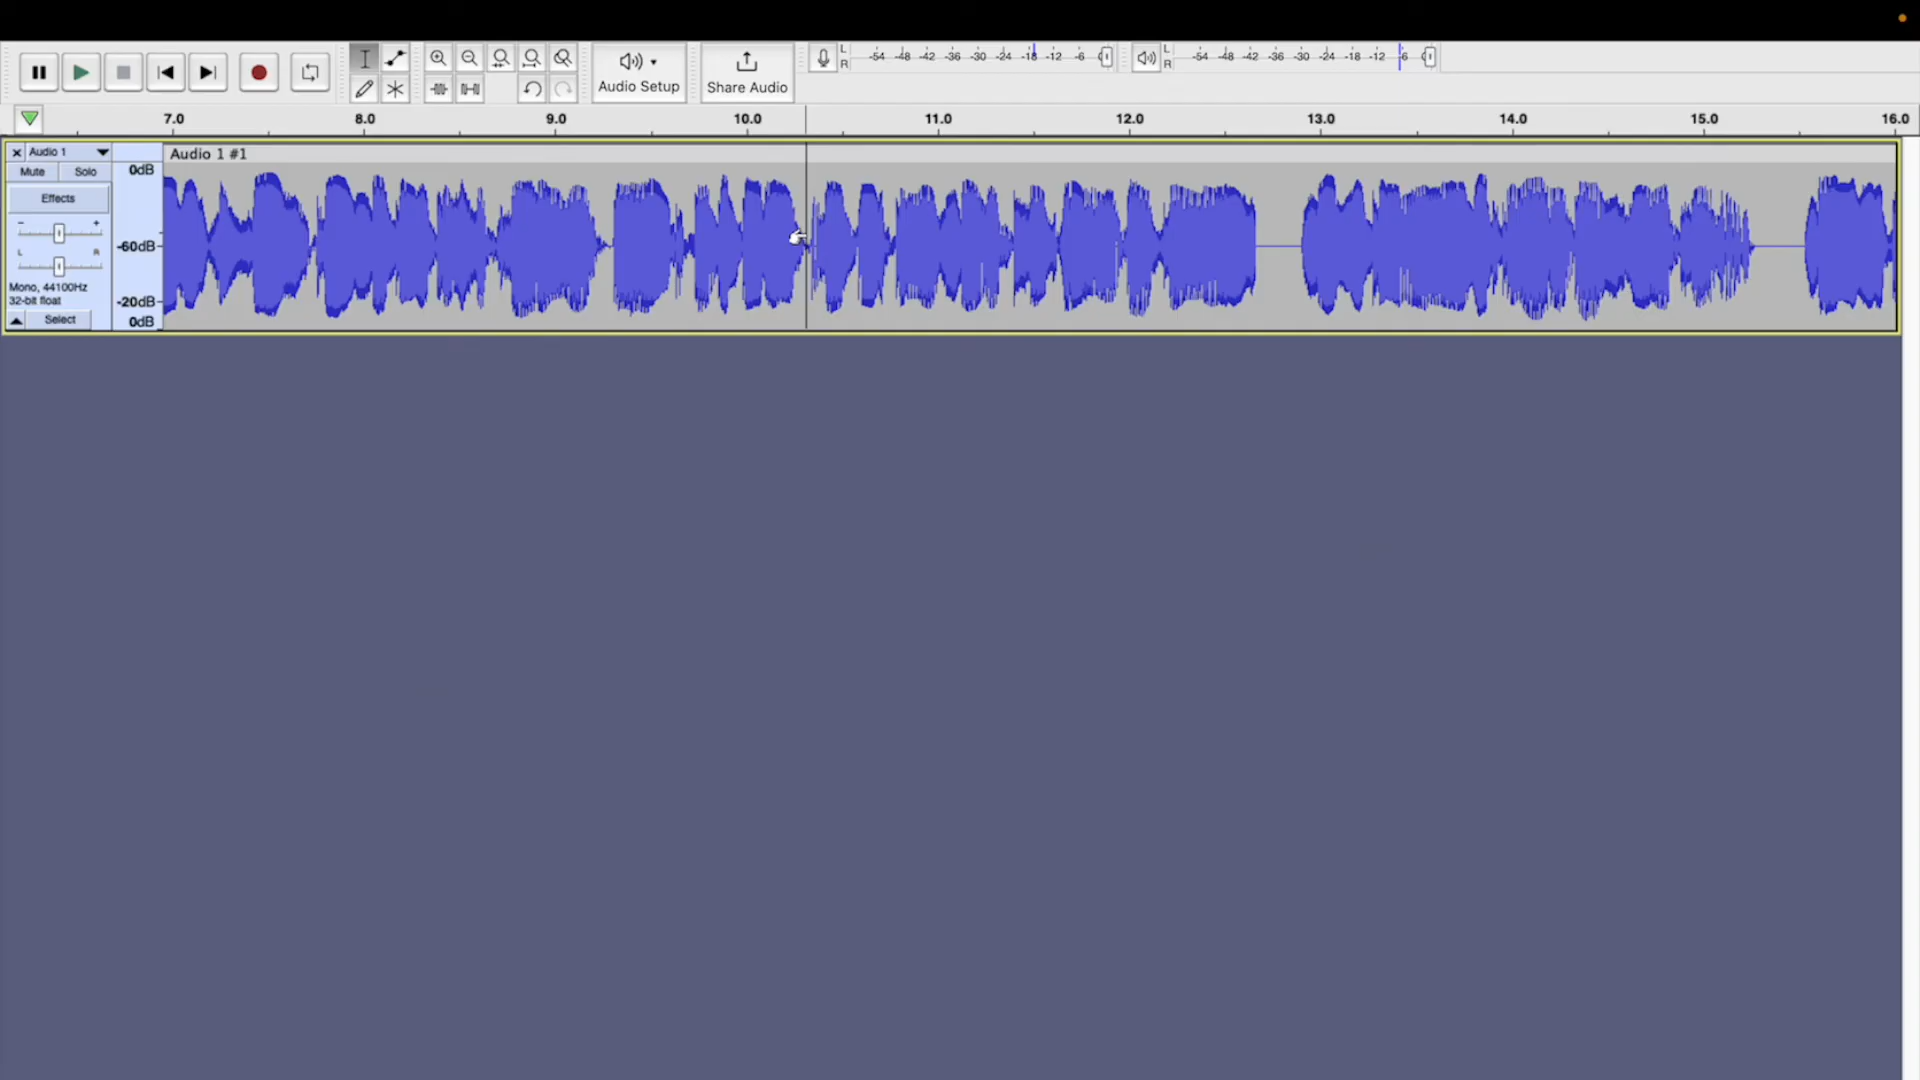 L
R
-54 -48 -42 -36 -30 -24 -18 -12 -6
L
R
-54 -48 -42 -36 -30 -24 -18 -12 -6
Audio Setup
Share Audio
7.0 8.0 9.0 10.0 11.0 12.0 13.0 14.0 15.0 16.0
Audio 1
Audio 1 #1
Mute Solo
Effects
- +
L R
Mono, 44100Hz
32-bit float
Select
0dB
-60dB
-20dB
0dB